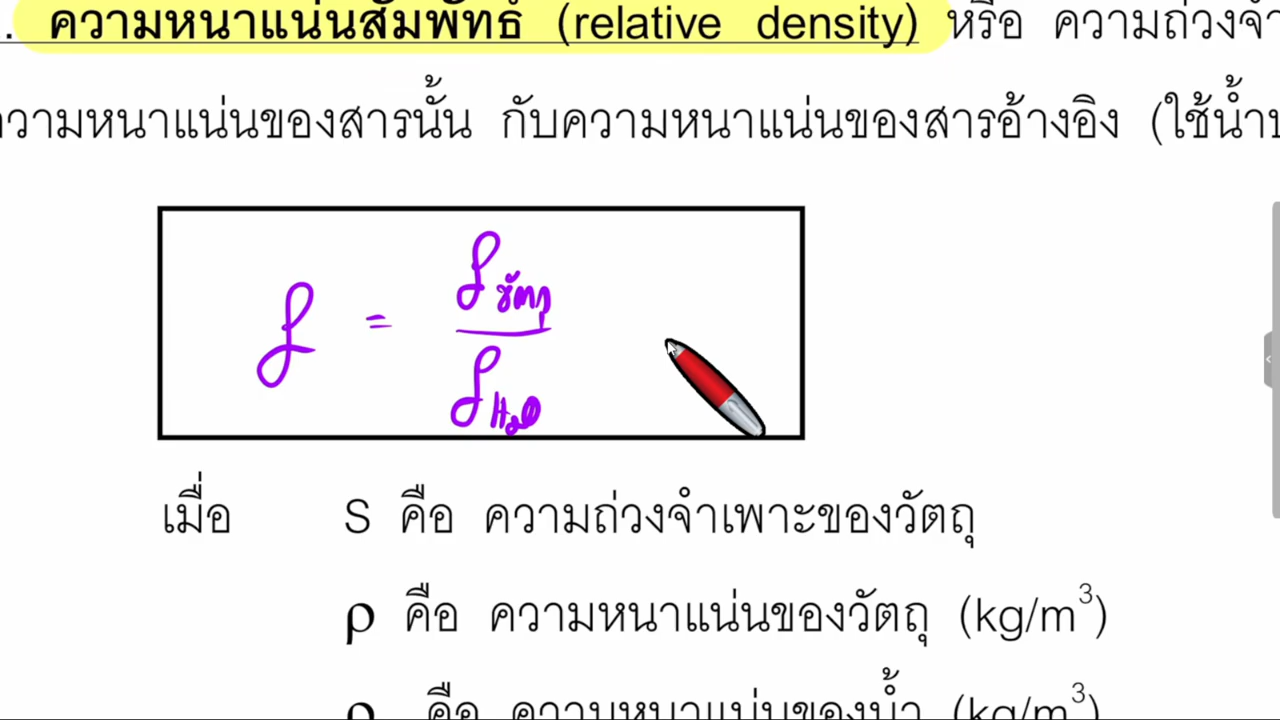 . ความหนาแน่นสัมพัทธ์ (relative density) หรือ ความถ่วงจำ
ความหนาแน่นของสารนั้น กับความหนาแน่นของสารอ้างอิง (ใช้น้ำ
ρ = ρวัตถุ / ρH₂O
เมื่อ S คือ ความถ่วงจำเพาะของวัตถุ
ρ คือ ความหนาแน่นของวัตถุ (kg/m³)
ρ คือ ความหนาแน่นของน้ำ (kg/m³)